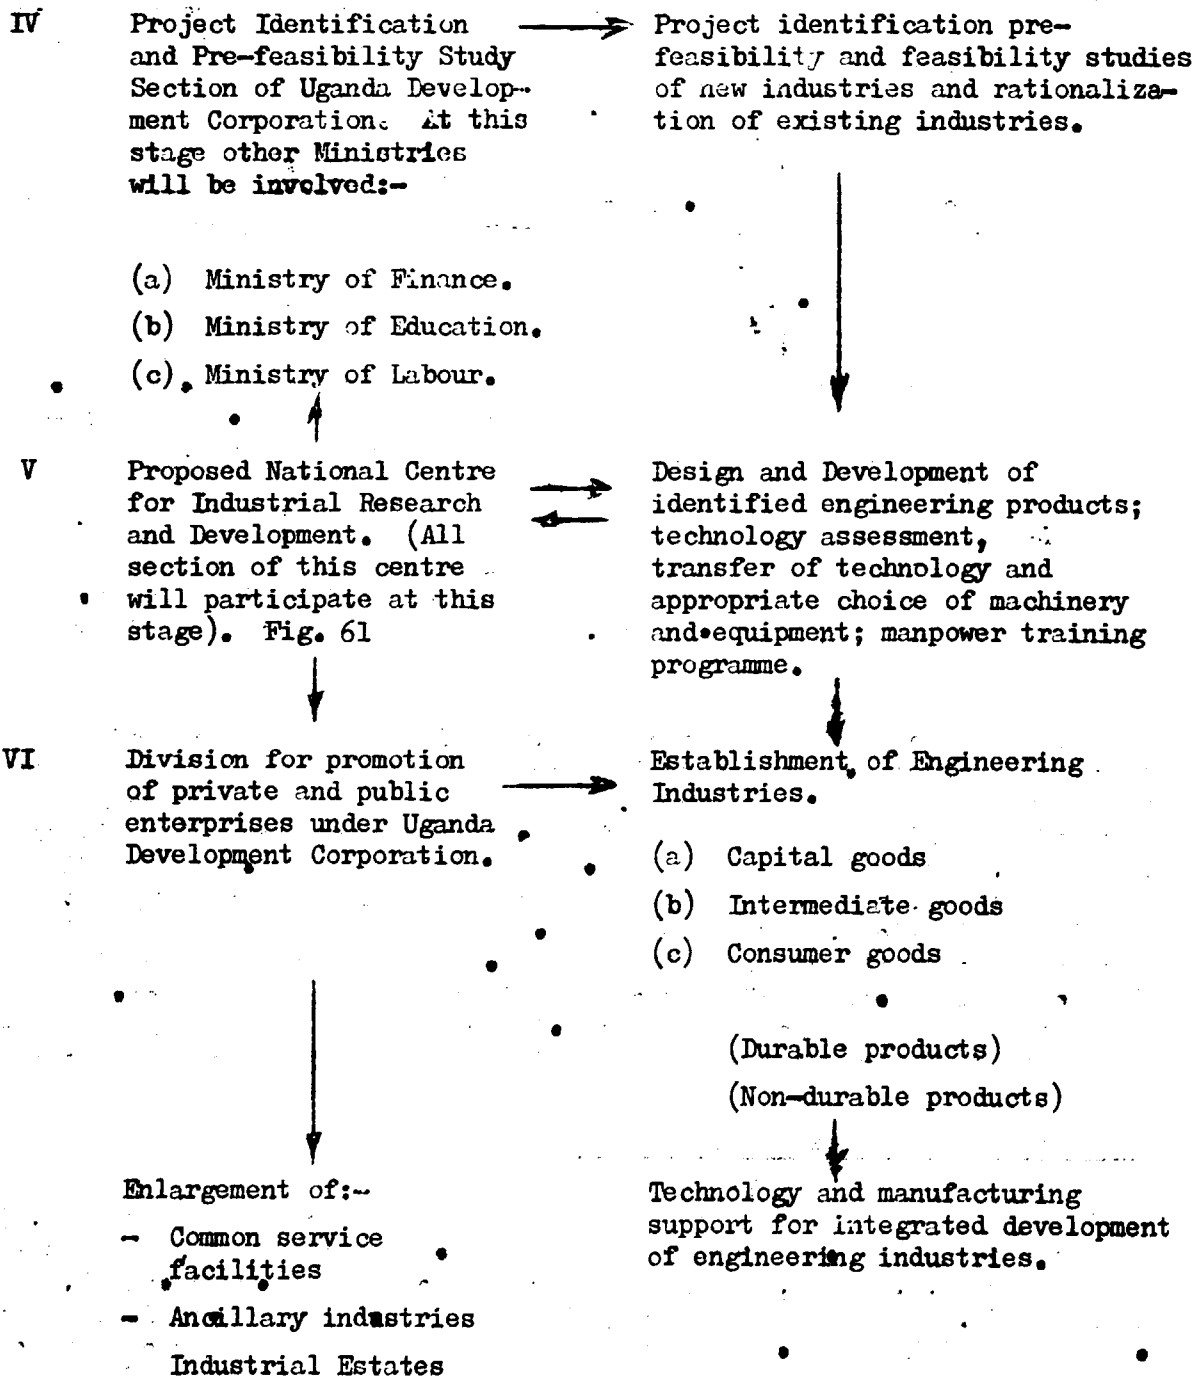 IV
Project Identification
and Pre-feasibility Study
Section of Uganda Develop-
ment Corporation. At this
stage other Ministries
will be involved:-
(a) Ministry of Finance.
(b) Ministry of Education.
(c) Ministry of Labour.
Project identification pre-
feasibility and feasibility studies
of new industries and rationaliza-
tion of existing industries.
V
Proposed National Centre
for Industrial Research
and Development. (All
section of this centre
will participate at this
stage). Fig. 61
Design and Development of
identified engineering products;
technology assessment,
transfer of technology and
appropriate choice of machinery
and equipment; manpower training
programme.
VI
Division for promotion
of private and public
enterprises under Uganda
Development Corporation.
Establishment of Engineering
Industries.
(a) Capital goods
(b) Intermediate goods
(c) Consumer goods
(Durable products)
(Non-durable products)
Enlargement of:-
- Common service
facilities
- Ancillary industries
Industrial Estates
Technology and manufacturing
support for integrated development
of engineering industries.